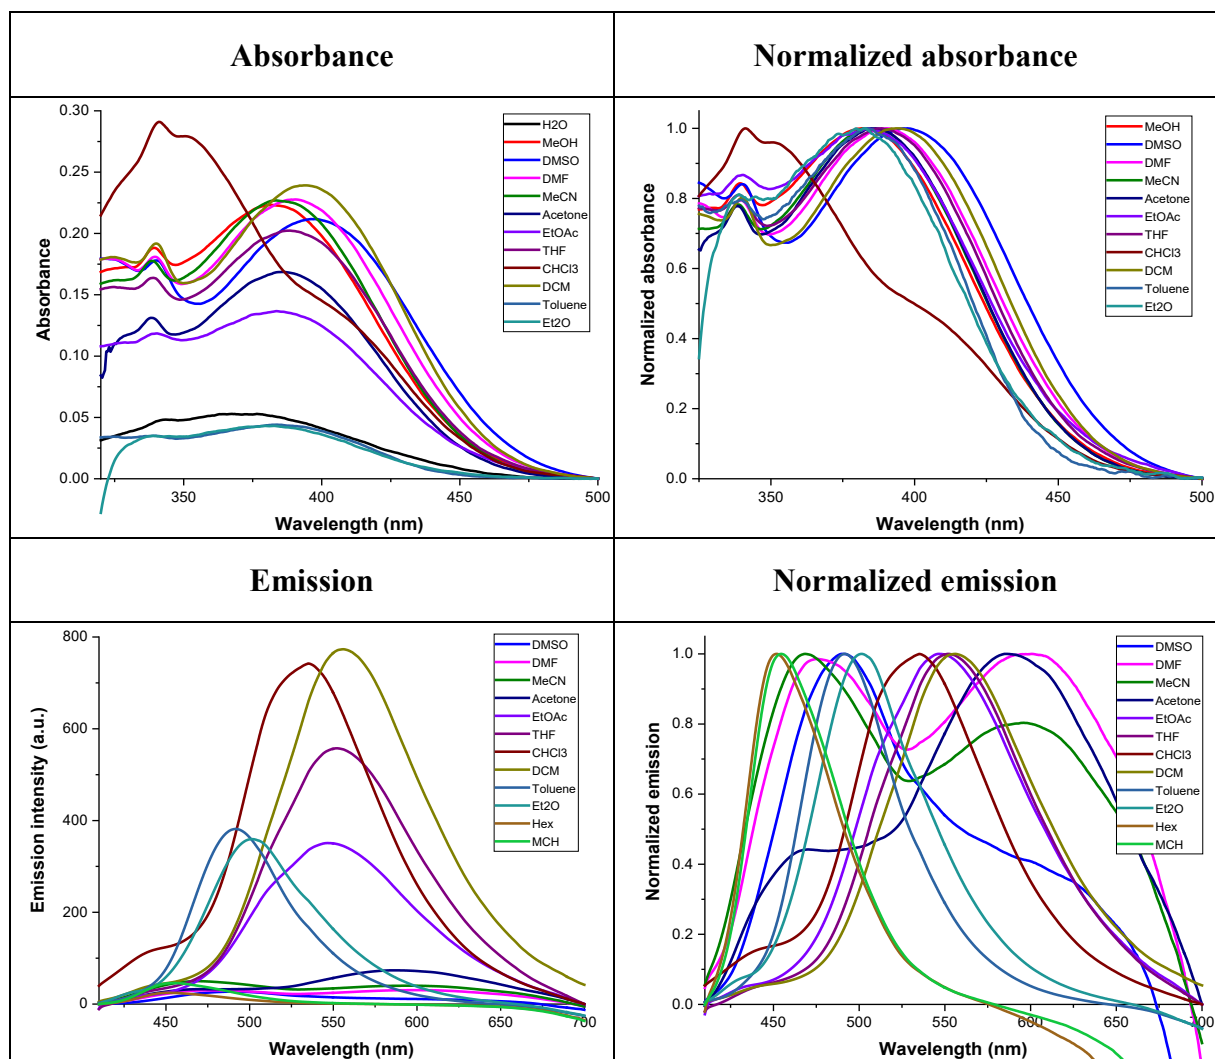 Absorbance
Normalized absorbance
0.30
0.25
0.20
0.15
0.10
0.05
0.00
350
400
450
500
Absorbance
Wavelength (nm)
H2O
MeOH
DMSO
DMF
MeCN
Acetone
EtOAc
THF
CHCl3
DCM
Toluene
Et2O
1.0
0.8
0.6
0.4
0.2
0.0
350
400
450
500
Normalized absorbance
Wavelength (nm)
MeOH
DMSO
DMF
MeCN
Acetone
EtOAc
THF
CHCl3
DCM
Toluene
Et2O
Emission
Normalized emission
800
600
400
200
0
450
500
550
600
650
700
Emission intensity (a.u.)
Wavelength (nm)
DMSO
DMF
MeCN
Acetone
EtOAc
THF
CHCl3
DCM
Toluene
Et2O
Hex
MCH
1.0
0.8
0.6
0.4
0.2
0.0
450
500
550
600
650
700
Normalized emission
Wavelength (nm)
DMSO
DMF
MeCN
Acetone
EtOAc
THF
CHCl3
DCM
Toluene
Et2O
Hex
MCH